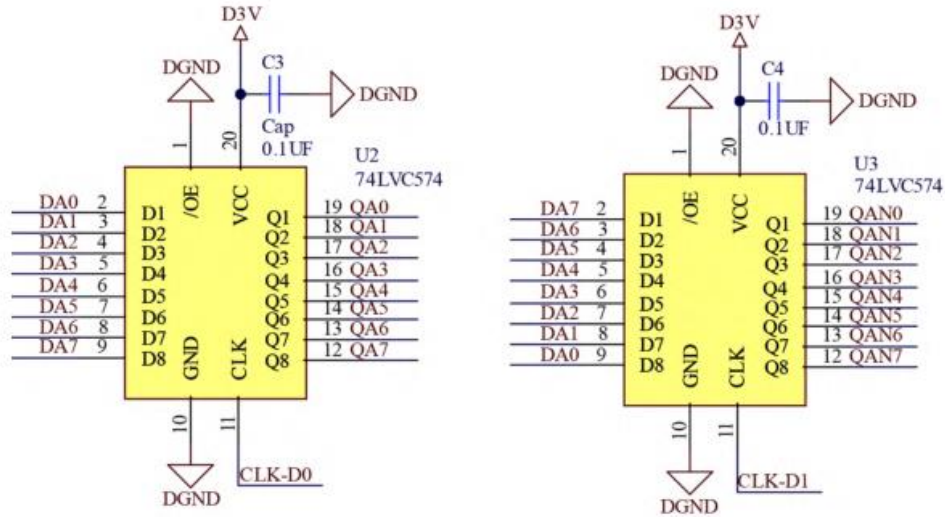 D3V
C3
DGND
DGND
Cap
0.1UF
1
20
U2
74LVC574
/OE
VCC
DA0 2 D1 Q1 19 QA0
DA1 3 D2 Q2 18 QA1
DA2 4 D3 Q3 17 QA2
DA3 5 D4 Q4 16 QA3
DA4 6 D5 Q5 15 QA4
DA5 7 D6 Q6 14 QA5
DA6 8 D7 Q7 13 QA6
DA7 9 D8 Q8 12 QA7
GND
CLK
10
11
CLK-D0
DGND
D3V
C4
DGND
DGND
0.1UF
1
20
U3
74LVC574
/OE
VCC
DA7 2 D1 Q1 19 QAN0
DA6 3 D2 Q2 18 QAN1
DA5 4 D3 Q3 17 QAN2
DA4 5 D4 Q4 16 QAN3
DA3 6 D5 Q5 15 QAN4
DA2 7 D6 Q6 14 QAN5
DA1 8 D7 Q7 13 QAN6
DA0 9 D8 Q8 12 QAN7
GND
CLK
10
11
CLK-D1
DGND